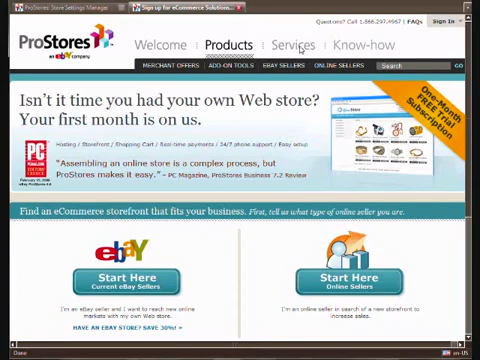 ProStores: Store Settings Manager
Sign up for eCommerce Solutions...
Questions? Call 1.866.297.4967 | FAQs
Sign In
ProStores
an ebay company
Welcome
Products
Services
Know-how
MERCHANT OFFERS
ADD-ON TOOLS
EBAY SELLERS
ONLINE SELLERS
Search
GO
Isn't it time you had your own Web store?
Your first month is on us.
One-Month
FREE Trial
Subscription
Hosting / Storefront / Shopping Cart / Real-time payments / 24/7 phone support / Easy setup
PC
"Assembling an online store is a complex process, but
ProStores makes it easy." - PC Magazine, ProStores Business 7.2 Review
Find an eCommerce storefront that fits your business. First, tell us what type of online seller you are.
ebay
Start Here
Current eBay Sellers
I'm an eBay seller and I want to reach new online
markets with my own Web store.
HAVE AN EBAY STORE? SAVE 30%! »
Start Here
Online Sellers
I'm an online seller in search of a new storefront to
increase sales.
Done
en-US